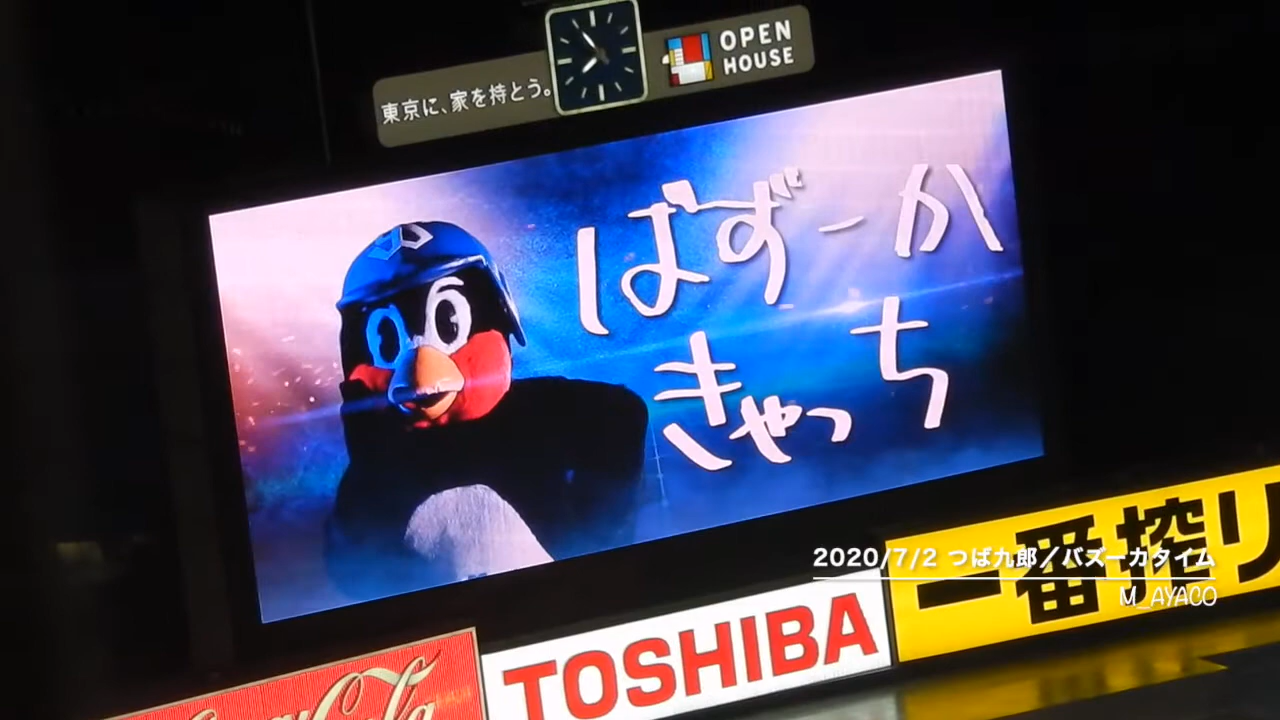 東京に、家を持とう。
OPEN
HOUSE
ばずーか
きゃっち
2020/7/2 つば九郎／バズーカタイム
M_AYACO
一番搾り
TOSHIBA
Coca-Cola